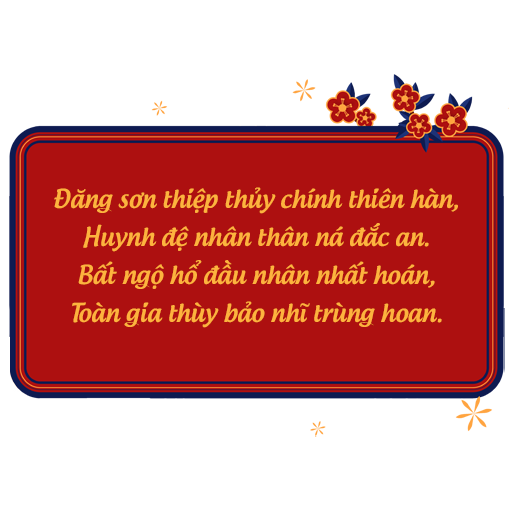 Đăng sơn thiệp thủy chính thiên hàn,
Huynh đệ nhân thân ná đắc an.
Bất ngộ hổ đầu nhân nhất hoán,
Toàn gia thùy bảo nhĩ trùng hoan.